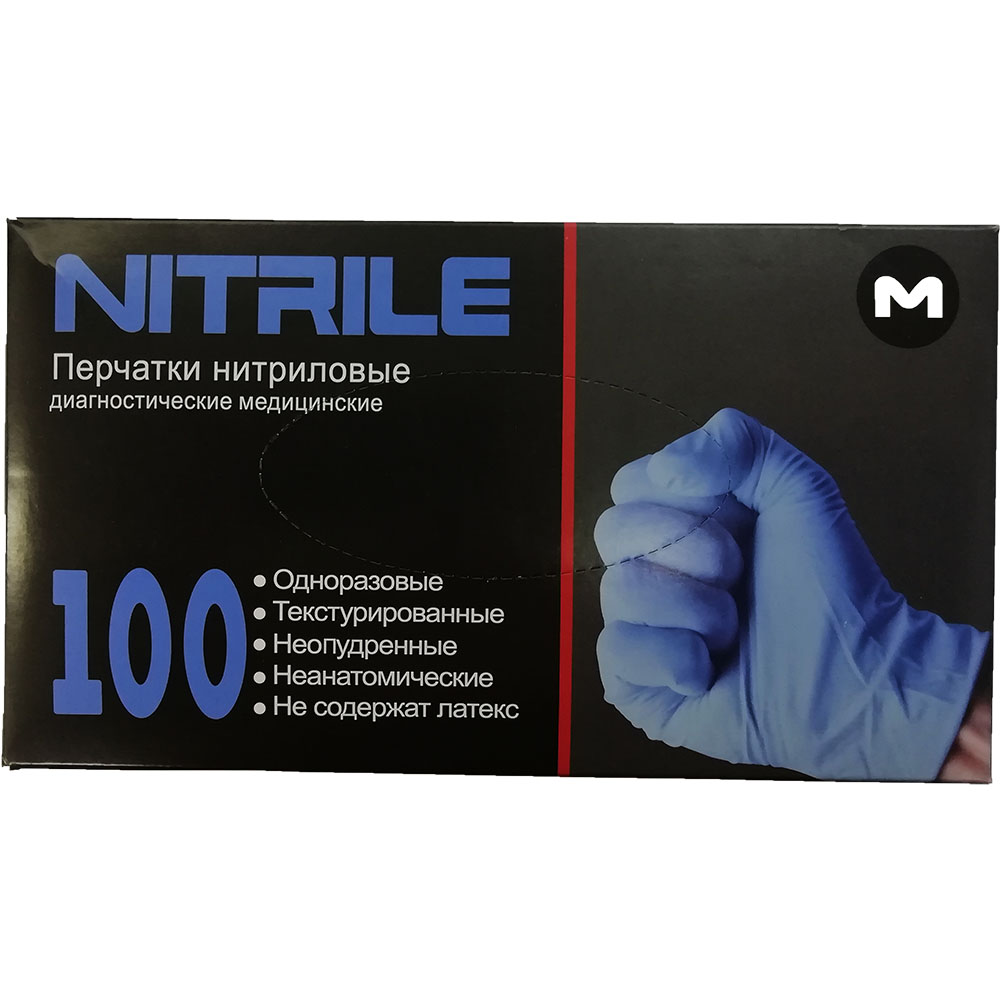 NITRILE
M
Перчатки нитриловые
диагностические медицинские
100
• Одноразовые
• Текстурированные
• Неопудренные
• Неанатомические
• Не содержат латекс